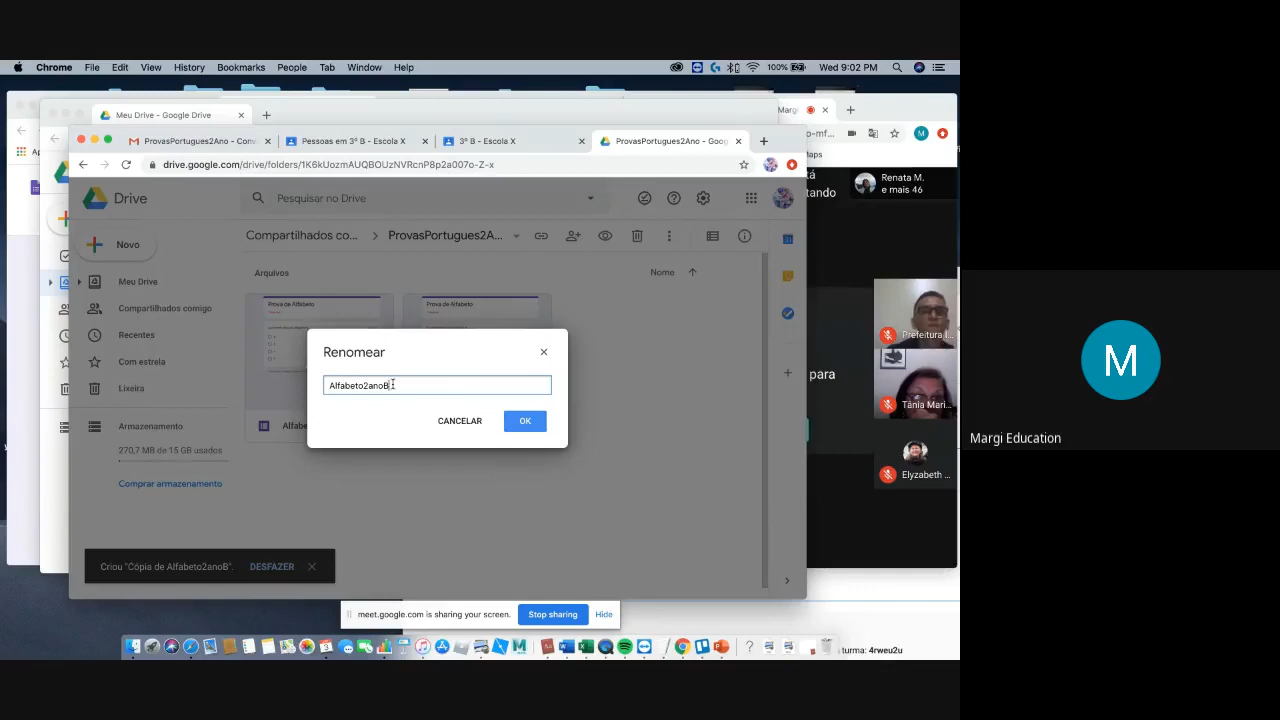 Chrome File Edit View History Bookmarks People Tab Window Help 100% Wed 9:02 PM
Meu Drive - Google Drive
Margi
ProvasPortugues2Ano - Conv
Pessoas em 3º B - Escola X
3º B - Escola X
ProvasPortugues2Ano - Goog
drive.google.com/drive/folders/1K6kUozmAUQBOUzNVRcnP8p2a007o-Z-x
Drive
Pesquisar no Drive
tando
Renata M.
e mais 46
Novo
Compartilhados co...
ProvasPortugues2A...
Meu Drive
Compartilhados comigo
Recentes
Com estrela
Lixeira
Armazenamento
270,7 MB de 15 GB usados
Comprar armazenamento
Arquivos
Nome
Prova de Alfabeto
Prova de Alfabeto
Renomear
Alfabeto2anoB
CANCELAR
OK
Alfabe
para
Prefeitura
Tânia Mari...
Elyzabeth ...
M
Margi Education
Criou "Cópia de Alfabeto2anoB".
DESFAZER
meet.google.com is sharing your screen.
Stop sharing
Hide
turma: 4rweu2u